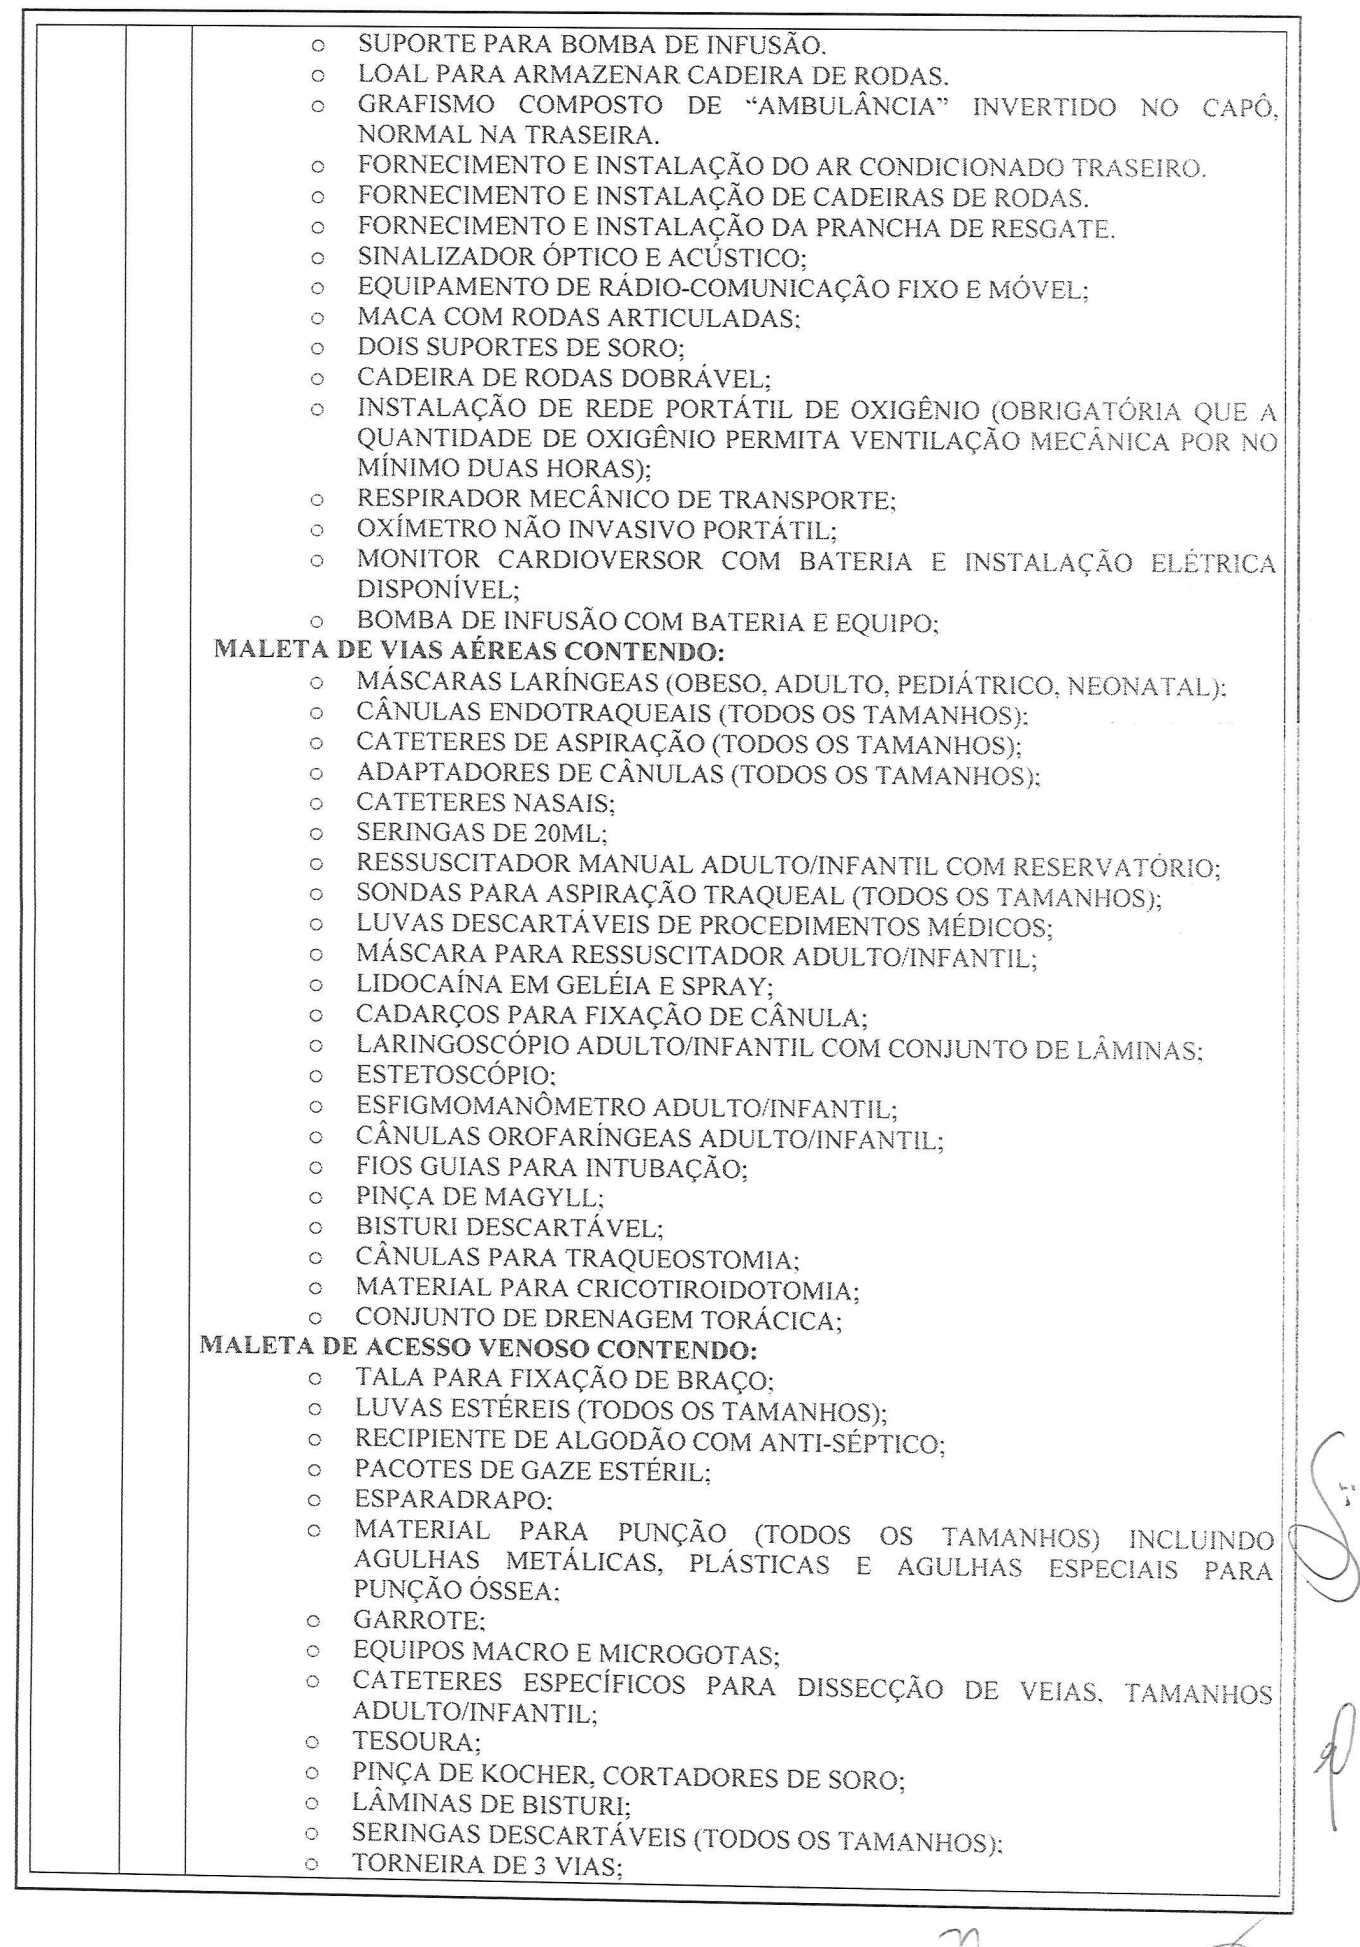 ○ SUPORTE PARA BOMBA DE INFUSÃO.
○ LOAL PARA ARMAZENAR CADEIRA DE RODAS.
○ GRAFISMO COMPOSTO DE “AMBULÂNCIA” INVERTIDO NO CAPÔ,
NORMAL NA TRASEIRA.
○ FORNECIMENTO E INSTALAÇÃO DO AR CONDICIONADO TRASEIRO.
○ FORNECIMENTO E INSTALAÇÃO DE CADEIRAS DE RODAS.
○ FORNECIMENTO E INSTALAÇÃO DA PRANCHA DE RESGATE.
○ SINALIZADOR ÓPTICO E ACÚSTICO;
○ EQUIPAMENTO DE RÁDIO-COMUNICAÇÃO FIXO E MÓVEL;
○ MACA COM RODAS ARTICULADAS;
○ DOIS SUPORTES DE SORO;
○ CADEIRA DE RODAS DOBRÁVEL;
○ INSTALAÇÃO DE REDE PORTÁTIL DE OXIGÊNIO (OBRIGATÓRIA QUE A
QUANTIDADE DE OXIGÊNIO PERMITA VENTILAÇÃO MECÂNICA POR NO
MÍNIMO DUAS HORAS);
○ RESPIRADOR MECÂNICO DE TRANSPORTE;
○ OXÍMETRO NÃO INVASIVO PORTÁTIL;
○ MONITOR CARDIOVERSOR COM BATERIA E INSTALAÇÃO ELÉTRICA
DISPONÍVEL;
○ BOMBA DE INFUSÃO COM BATERIA E EQUIPO;
MALETA DE VIAS AÉREAS CONTENDO:
○ MÁSCARAS LARÍNGEAS (OBESO, ADULTO, PEDIÁTRICO, NEONATAL);
○ CÂNULAS ENDOTRAQUEAIS (TODOS OS TAMANHOS);
○ CATETERES DE ASPIRAÇÃO (TODOS OS TAMANHOS);
○ ADAPTADORES DE CÂNULAS (TODOS OS TAMANHOS);
○ CATETERES NASAIS;
○ SERINGAS DE 20ML;
○ RESSUSCITADOR MANUAL ADULTO/INFANTIL COM RESERVATÓRIO;
○ SONDAS PARA ASPIRAÇÃO TRAQUEAL (TODOS OS TAMANHOS);
○ LUVAS DESCARTÁVEIS DE PROCEDIMENTOS MÉDICOS;
○ MÁSCARA PARA RESSUSCITADOR ADULTO/INFANTIL;
○ LIDOCAÍNA EM GELÉIA E SPRAY;
○ CADARÇOS PARA FIXAÇÃO DE CÂNULA;
○ LARINGOSCÓPIO ADULTO/INFANTIL COM CONJUNTO DE LÂMINAS;
○ ESTETOSCÓPIO;
○ ESFIGMOMANÔMETRO ADULTO/INFANTIL;
○ CÂNULAS OROFARÍNGEAS ADULTO/INFANTIL;
○ FIOS GUIAS PARA INTUBAÇÃO;
○ PINÇA DE MAGYLL;
○ BISTURI DESCARTÁVEL;
○ CÂNULAS PARA TRAQUEOSTOMIA;
○ MATERIAL PARA CRICOTIROIDOTOMIA;
○ CONJUNTO DE DRENAGEM TORÁCICA;
MALETA DE ACESSO VENOSO CONTENDO:
○ TALA PARA FIXAÇÃO DE BRAÇO;
○ LUVAS ESTÉREIS (TODOS OS TAMANHOS);
○ RECIPIENTE DE ALGODÃO COM ANTI-SÉPTICO;
○ PACOTES DE GAZE ESTÉRIL;
○ ESPARADRAPO;
○ MATERIAL PARA PUNÇÃO (TODOS OS TAMANHOS) INCLUINDO
AGULHAS METÁLICAS, PLÁSTICAS E AGULHAS ESPECIAIS PARA
PUNÇÃO ÓSSEA;
○ GARROTE;
○ EQUIPOS MACRO E MICROGOTAS;
○ CATETERES ESPECÍFICOS PARA DISSECÇÃO DE VEIAS, TAMANHOS
ADULTO/INFANTIL;
○ TESOURA;
○ PINÇA DE KOCHER, CORTADORES DE SORO;
○ LÂMINAS DE BISTURI;
○ SERINGAS DESCARTÁVEIS (TODOS OS TAMANHOS);
○ TORNEIRA DE 3 VIAS;